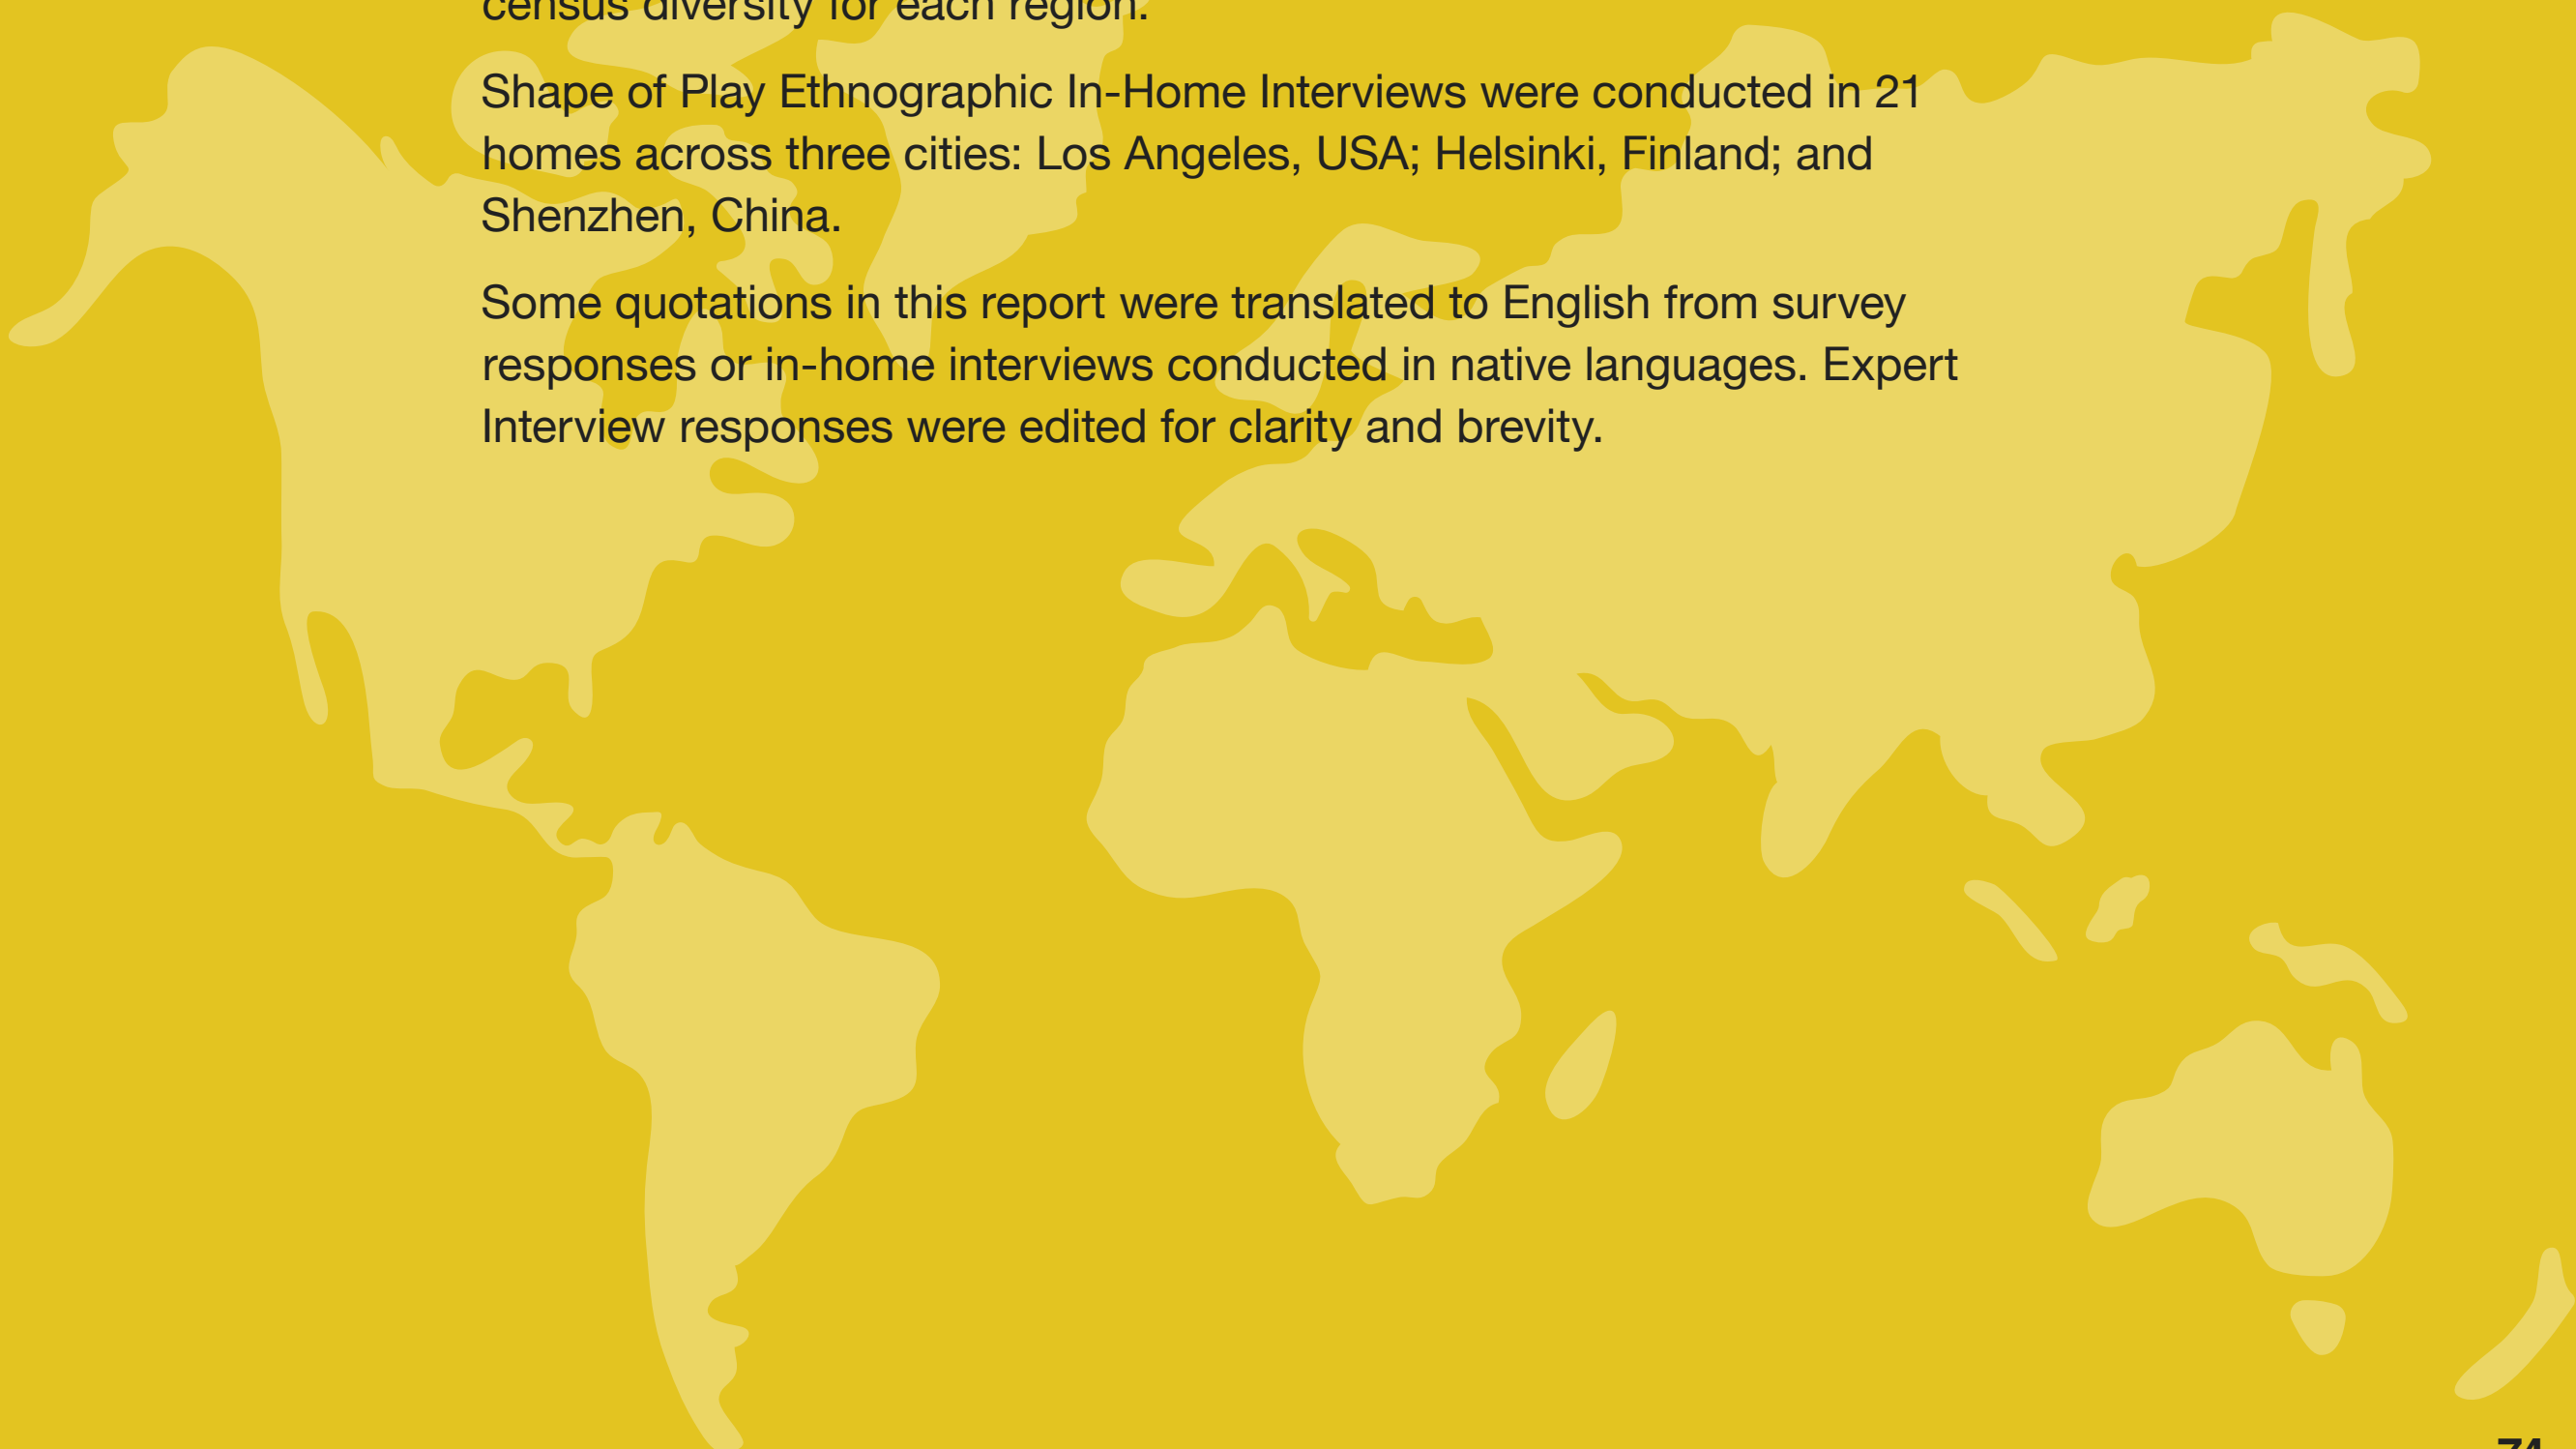 census diversity for each region.
Shape of Play Ethnographic In-Home Interviews were conducted in 21
homes across three cities: Los Angeles, USA; Helsinki, Finland; and
Shenzhen, China.
Some quotations in this report were translated to English from survey
responses or in-home interviews conducted in native languages. Expert
Interview responses were edited for clarity and brevity.
74